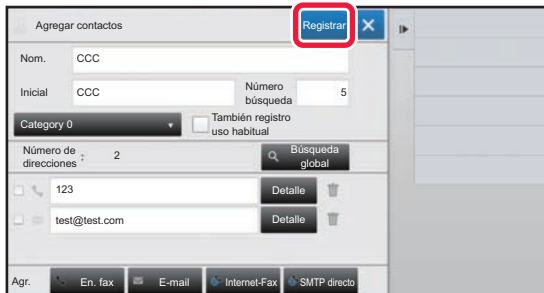 Agregar contactos Registrar
Nom. CCC
Inicial CCC Número búsqueda 5
Category 0 También registro uso habitual
Número de direcciones : 2 Búsqueda global
123 Detalle
test@test.com Detalle
Agr. En. fax E-mail Internet-Fax SMTP directo